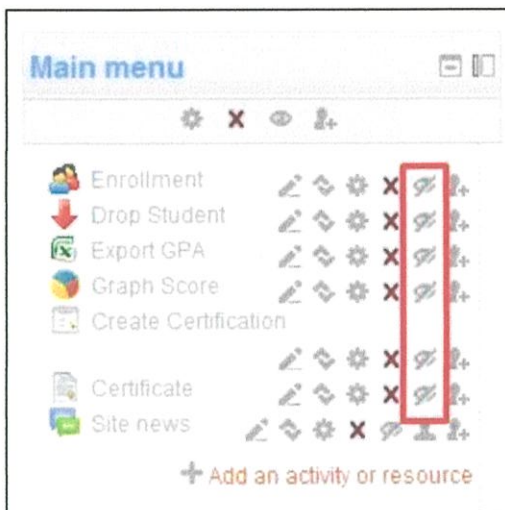 Main menu
Enrollment
Drop Student
Export GPA
Graph Score
Create Certification
Certificate
Site news
Add an activity or resource